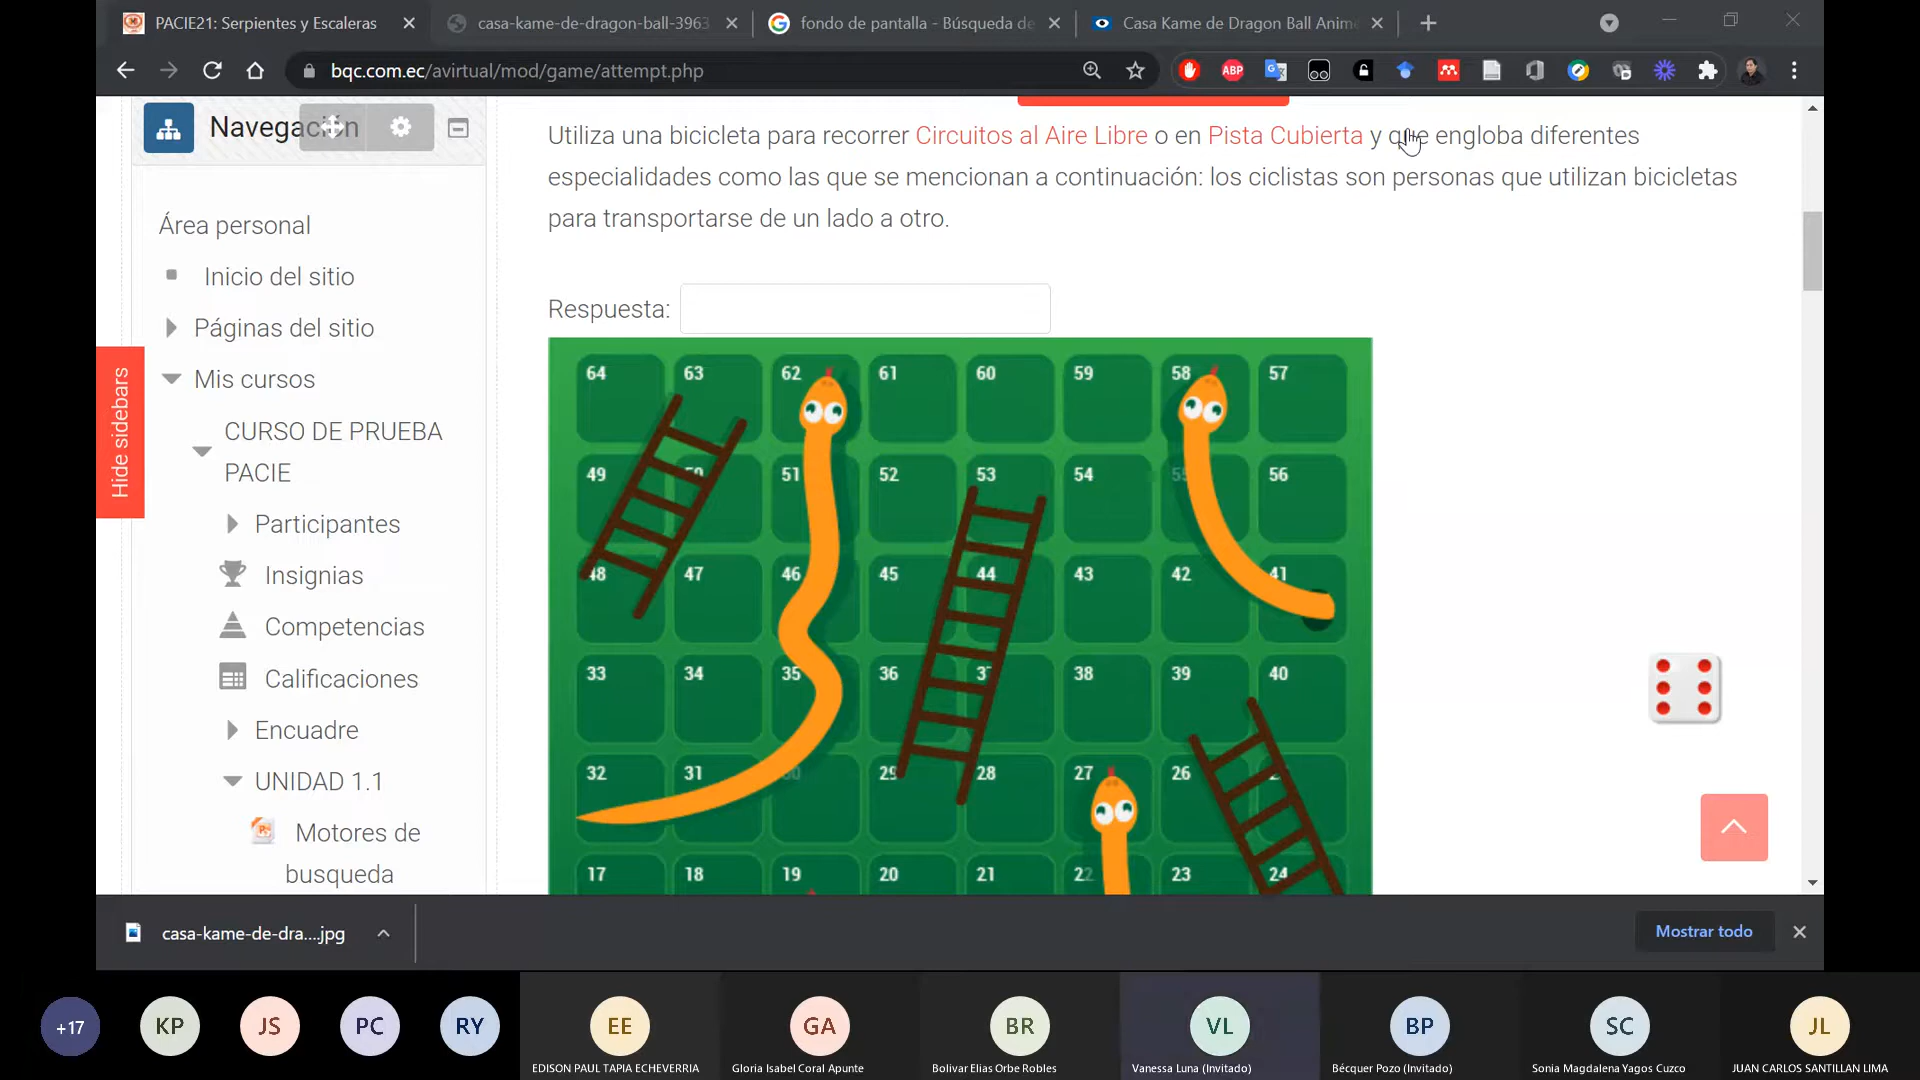 PACIE21: Serpientes y Escaleras
casa-kame-de-dragon-ball-3963
fondo de pantalla - Búsqueda de
Casa Kame de Dragon Ball Anime
bqc.com.ec/avirtual/mod/game/attempt.php
ABP
Navegación
Área personal
Inicio del sitio
Páginas del sitio
Mis cursos
CURSO DE PRUEBA
PACIE
Participantes
Insignias
Competencias
Calificaciones
Encuadre
UNIDAD 1.1
Motores de
busqueda
Hide sidebars
Utiliza una bicicleta para recorrer Circuitos al Aire Libre o en Pista Cubierta y que engloba diferentes
especialidades como las que se mencionan a continuación: los ciclistas son personas que utilizan bicicletas
para transportarse de un lado a otro.
Respuesta:
64 63 62 61 60 59 58 57
49 50 51 52 53 54 55 56
48 47 46 45 44 43 42 41
33 34 35 36 37 38 39 40
32 31 30 29 28 27 26
17 18 19 20 21 22 23 24
casa-kame-de-dra....jpg
Mostrar todo
+17
KP
JS
PC
RY
EE
GA
BR
VL
BP
SC
JL
EDISON PAUL TAPIA ECHEVERRIA
Gloria Isabel Coral Apunte
Bolivar Elias Orbe Robles
Vanessa Luna (Invitado)
Bécquer Pozo (Invitado)
Sonia Magdalena Yagos Cuzco
JUAN CARLOS SANTILLAN LIMA